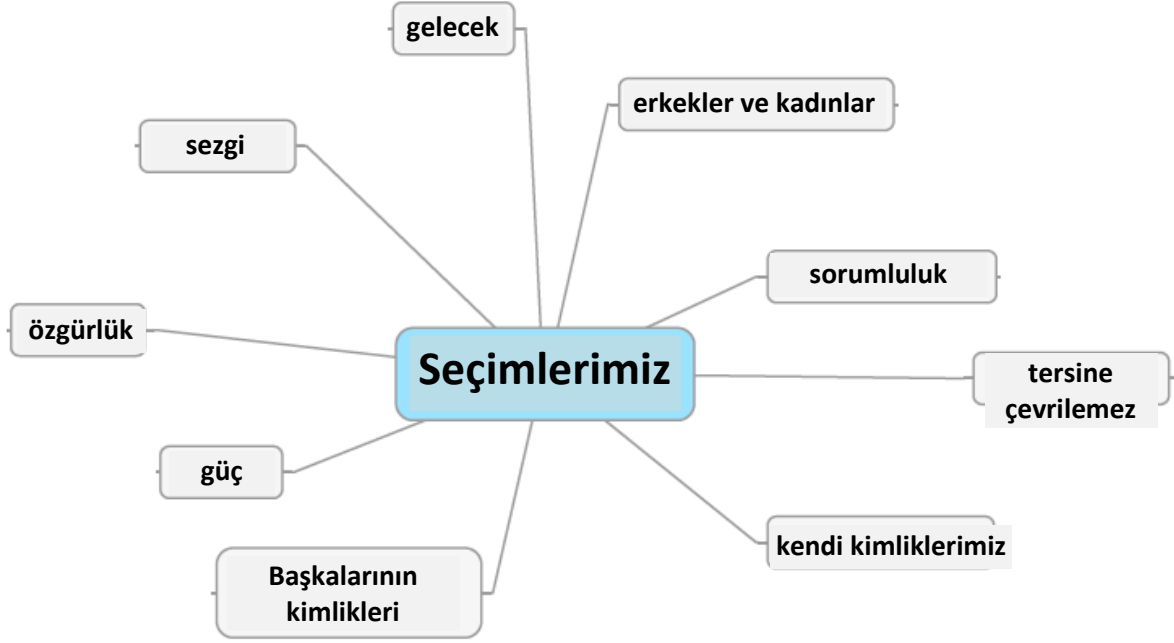 gelecek
erkekler ve kadınlar
sezgi
sorumluluk
özgürlük
Seçimlerimiz
tersine
çevrilemez
güç
kendi kimliklerimiz
Başkalarının
kimlikleri